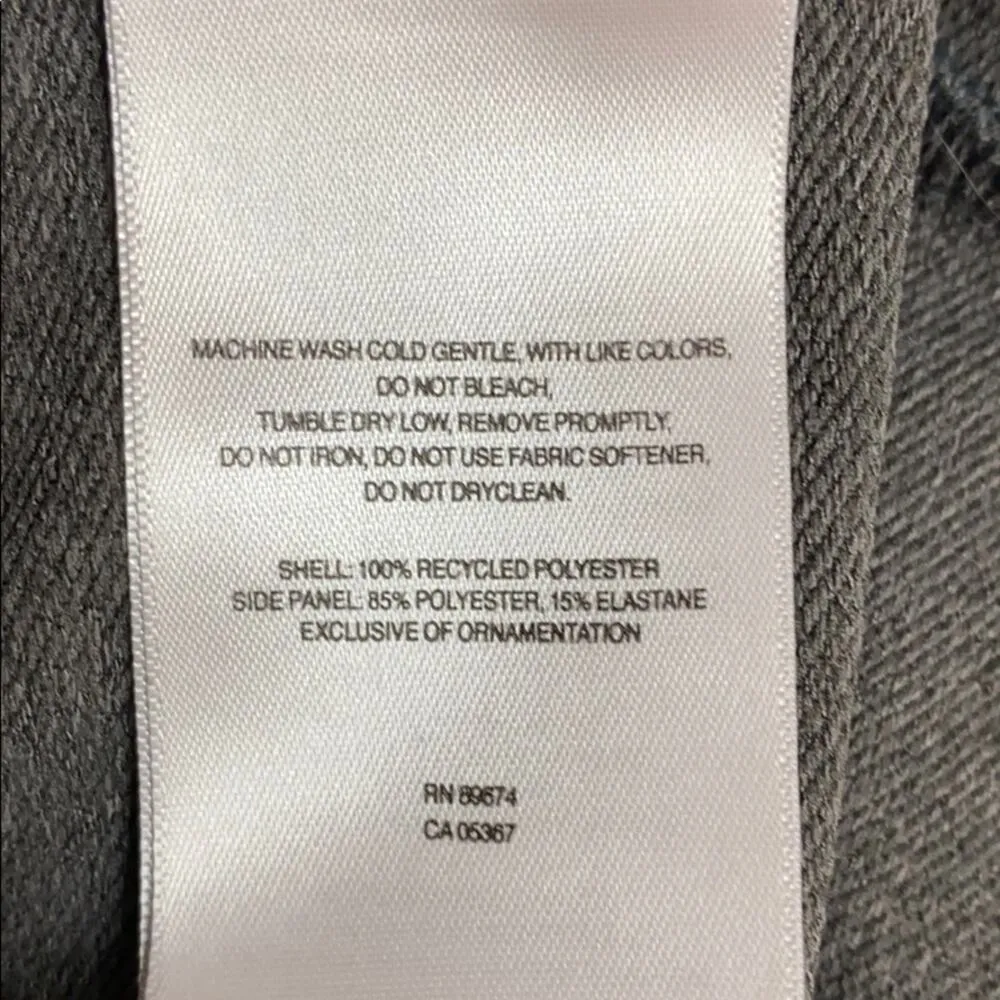 MACHINE WASH COLD GENTLE, WITH LIKE COLORS,
DO NOT BLEACH,
TUMBLE DRY LOW, REMOVE PROMPTLY,
DO NOT IRON, DO NOT USE FABRIC SOFTENER,
DO NOT DRYCLEAN.
SHELL: 100% RECYCLED POLYESTER
SIDE PANEL: 85% POLYESTER, 15% ELASTANE
EXCLUSIVE OF ORNAMENTATION
RN 89674
CA 05367